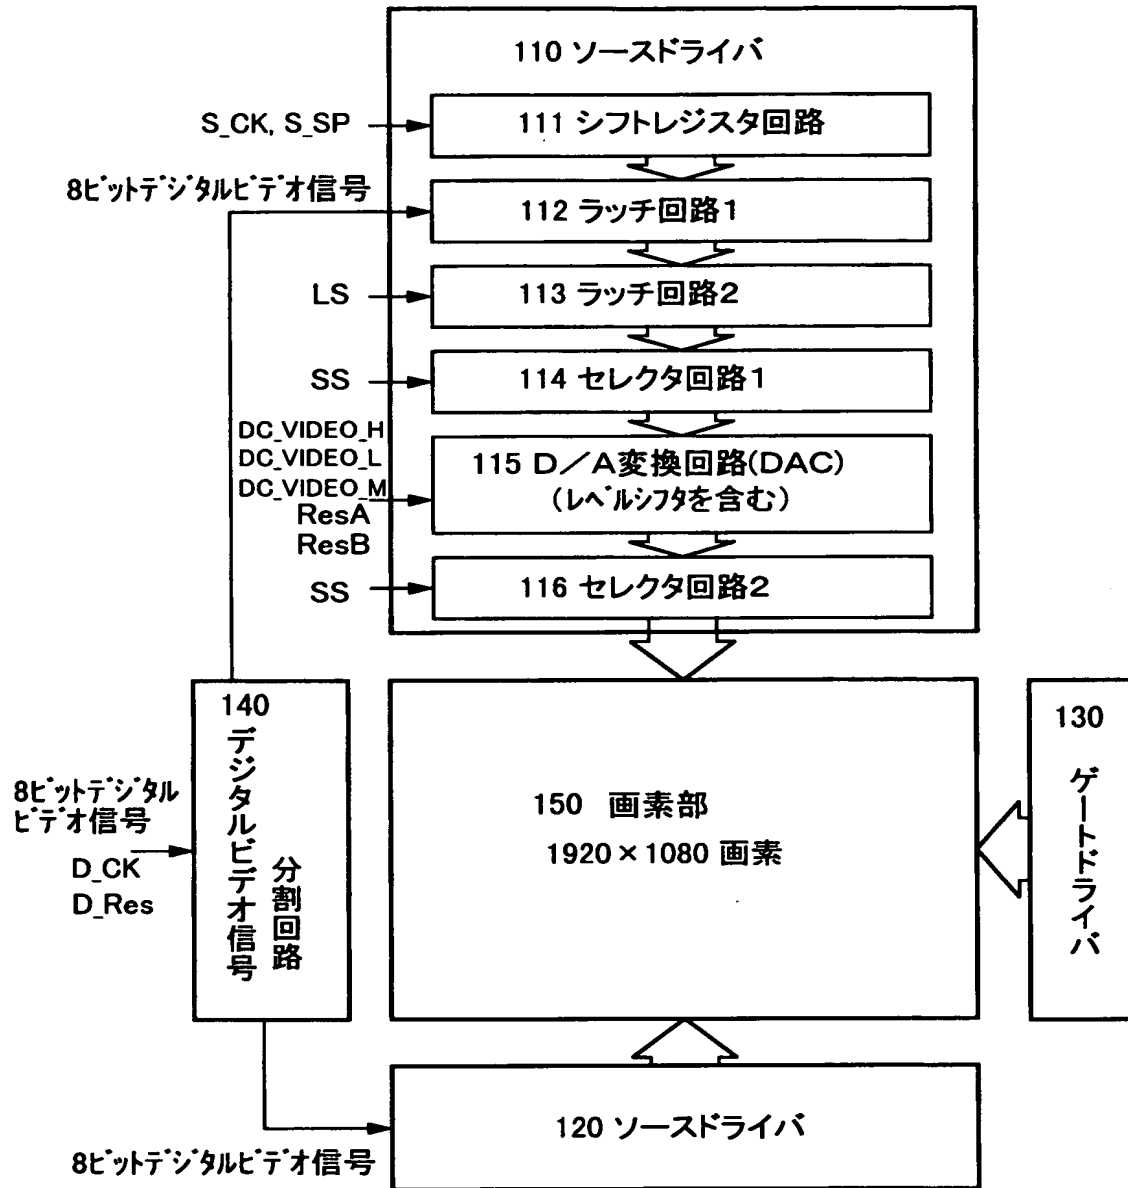 110 ソースドライバ
S_CK, S_SP
111 シフトレジスタ回路
8ビットデジタルビデオ信号
112 ラッチ回路1
LS
113 ラッチ回路2
SS
114 セレクタ回路1
DC_VIDEO_H
DC_VIDEO_L
DC_VIDEO_M
ResA
ResB
115 D/A変換回路(DAC)
(レベルシフタを含む)
SS
116 セレクタ回路2
140
デジタルビデオ信号
分割回路
8ビットデジタル
ビデオ信号
D_CK
D_Res
150 画素部
1920×1080 画素
130
ゲートドライバ
120 ソースドライバ
8ビットデジタルビデオ信号